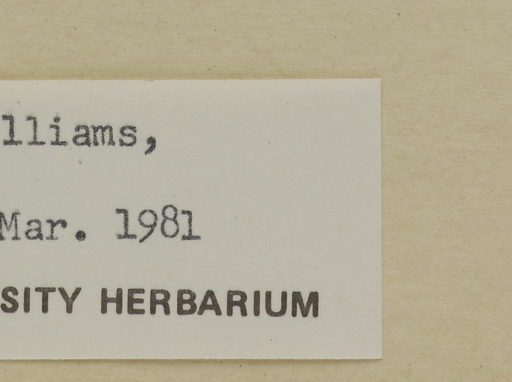 lliams,
Mar. 1981
SITY HERBARIUM